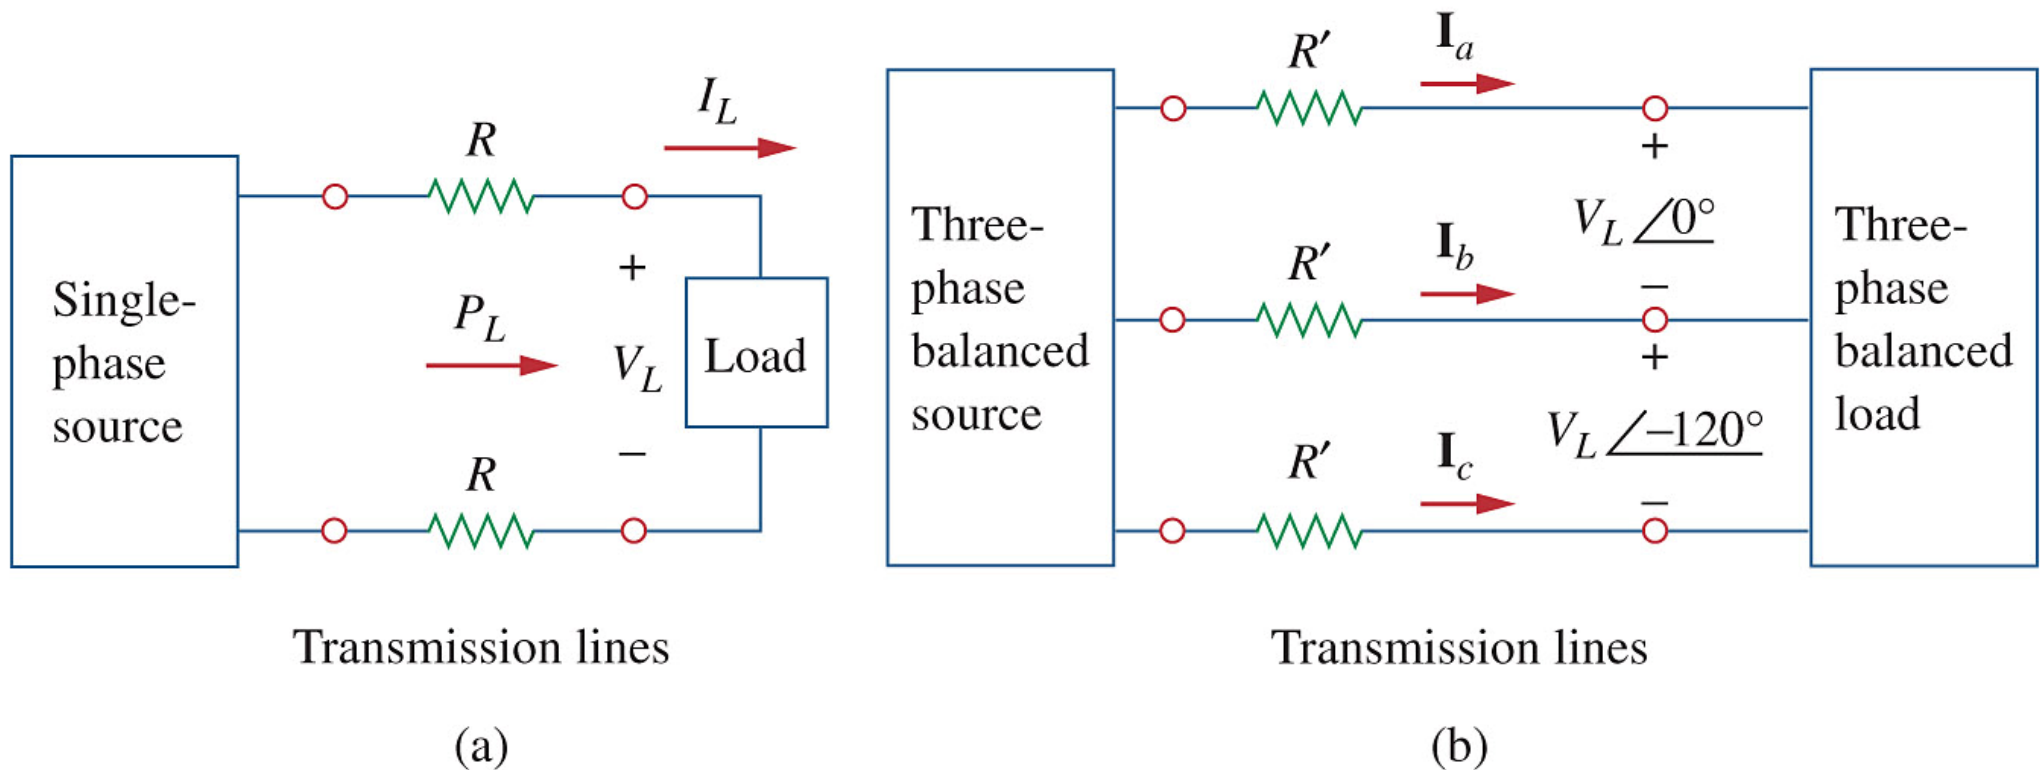 Single-
phase
source
R
I_L
P_L
+
V_L
−
Load
R
Transmission lines
(a)
Three-
phase
balanced
source
R′
I_a
+
V_L ∠0°
−
R′
I_b
+
V_L ∠−120°
−
R′
I_c
Three-
phase
balanced
load
Transmission lines
(b)